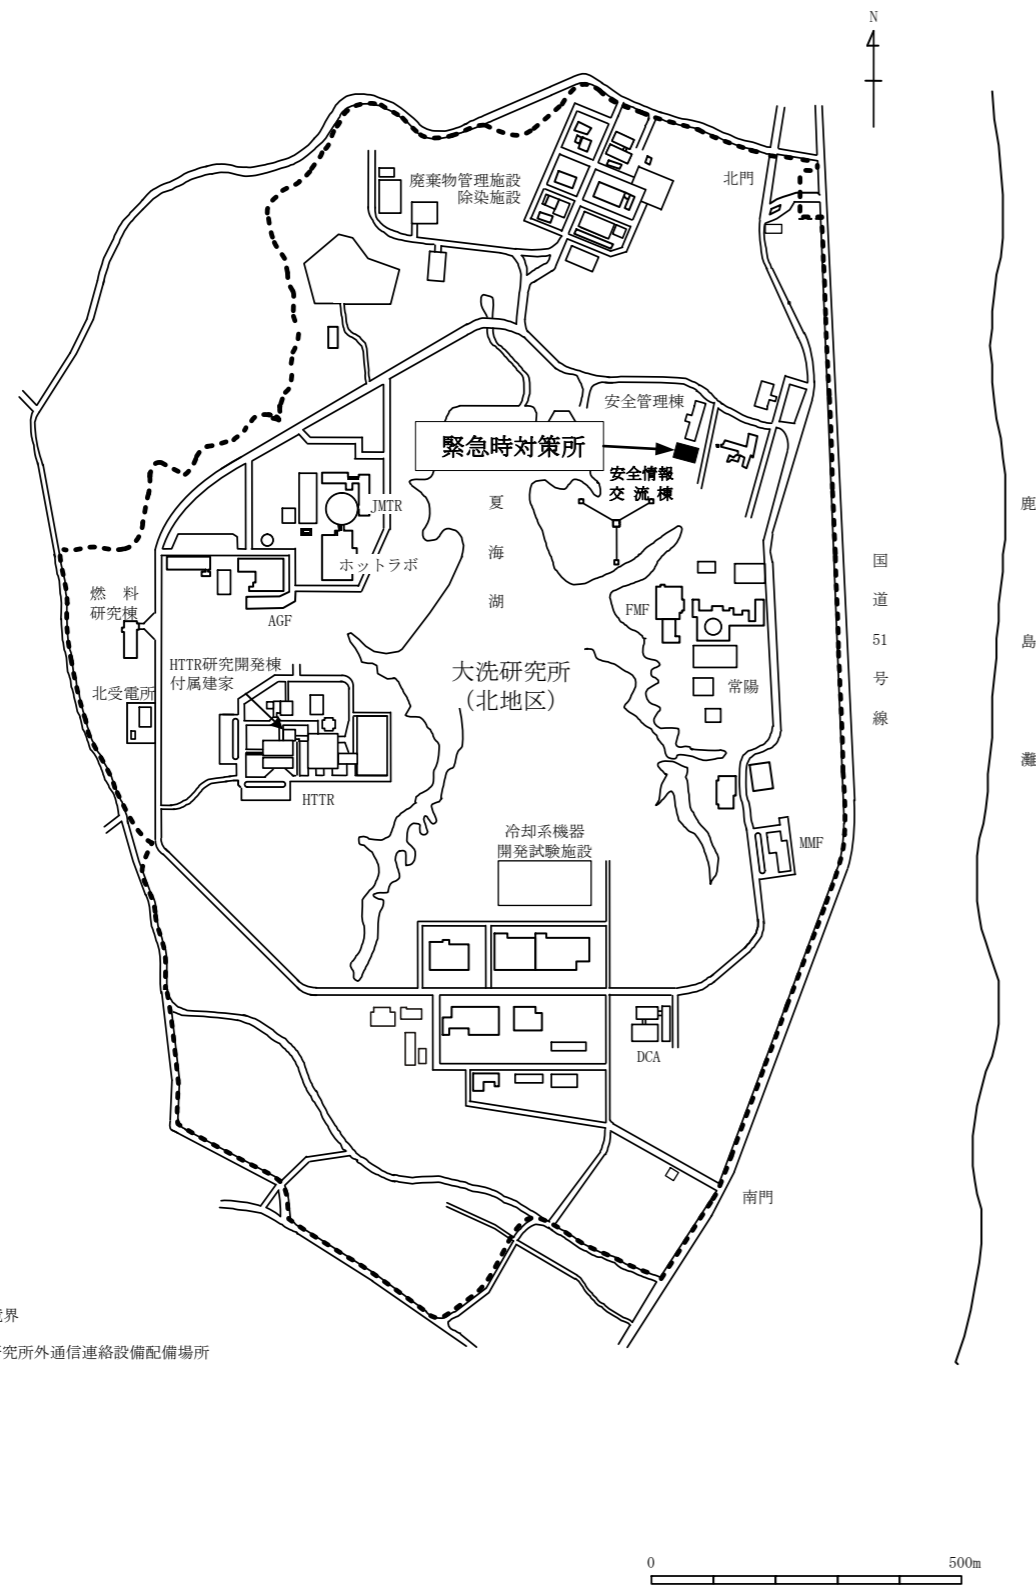 N
廃棄物管理施設
除染施設
北門
安全管理棟
緊急時対策所
安全情報
交 流 棟
夏
海
湖
鹿
島
灘
JMTR
ホットラボ
国
道
51
号
線
燃 料
研究棟
AGF
FMF
HTTR研究開発棟
付属建家
大洗研究所
(北地区)
北受電所
常陽
HTTR
冷却系機器
開発試験施設
MMF
DCA
南門
界
究所外通信連絡設備配備場所
0 500m